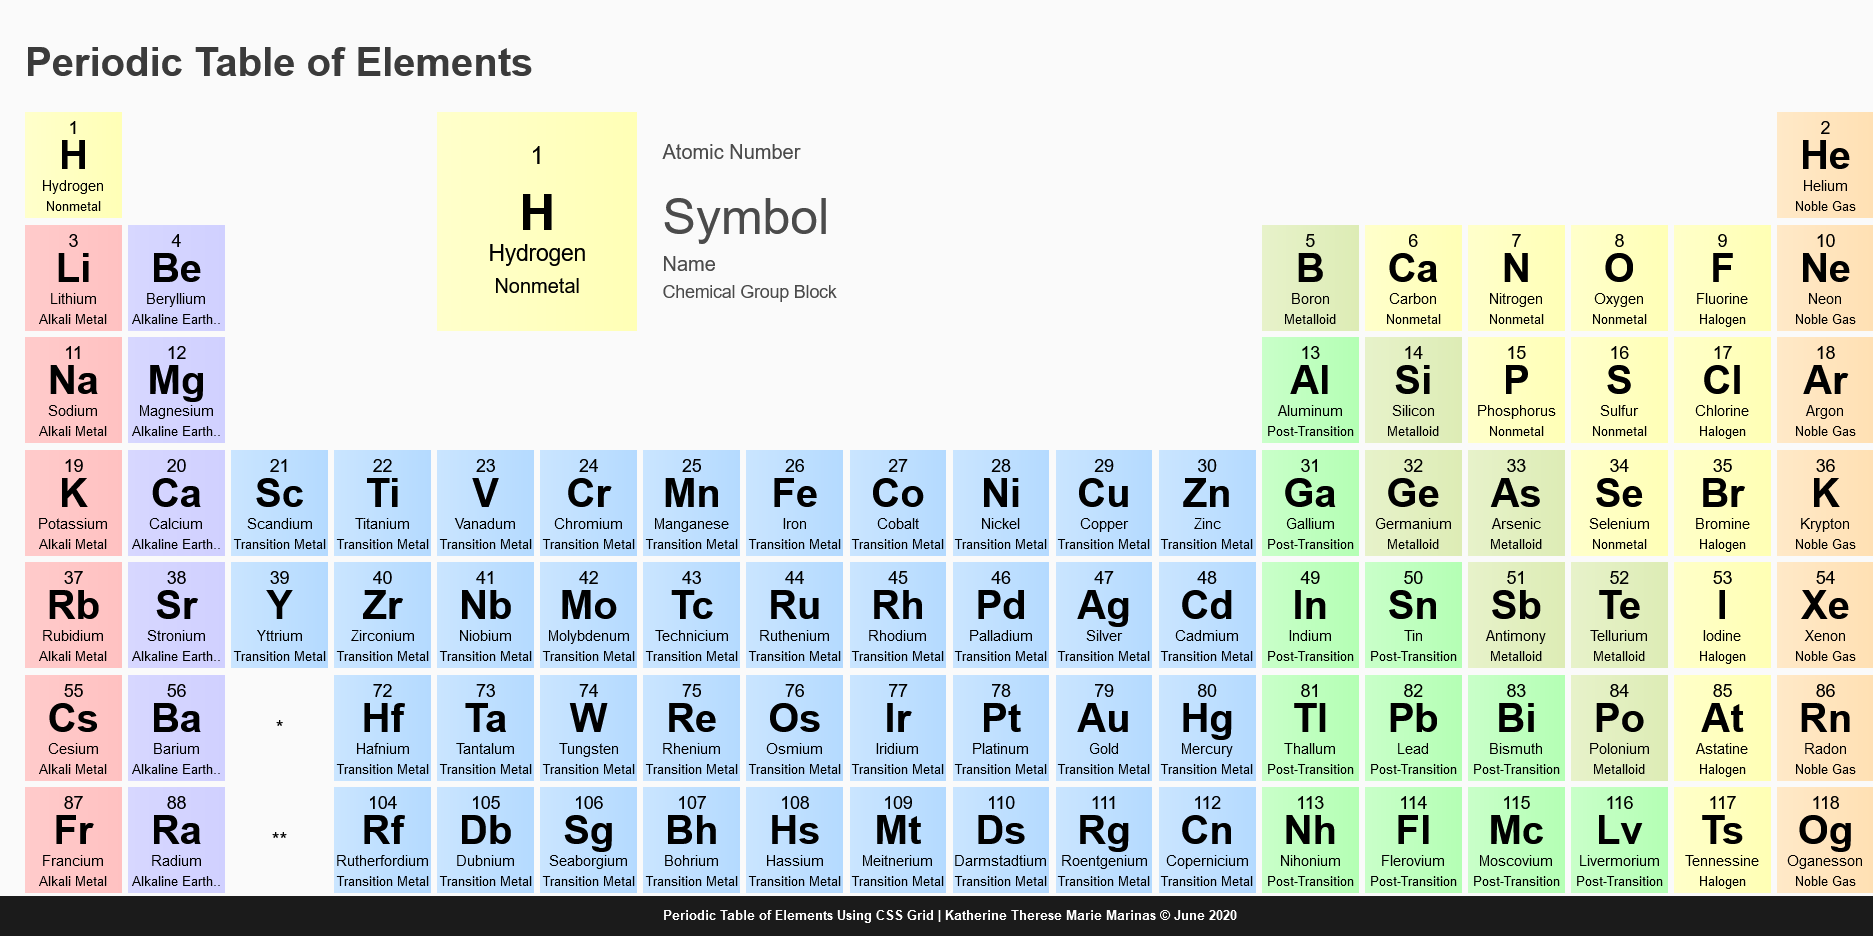 Periodic Table of Elements
1
H
Hydrogen
Nonmetal
1
H
Hydrogen
Nonmetal
Atomic Number
Symbol
Name
Chemical Group Block
2
He
Helium
Noble Gas
3
Li
Lithium
Alkali Metal
4
Be
Beryllium
Alkaline Earth..
5
B
Boron
Metalloid
6
Ca
Carbon
Nonmetal
7
N
Nitrogen
Nonmetal
8
O
Oxygen
Nonmetal
9
F
Fluorine
Halogen
10
Ne
Neon
Noble Gas
11
Na
Sodium
Alkali Metal
12
Mg
Magnesium
Alkaline Earth..
13
Al
Aluminum
Post-Transition
14
Si
Silicon
Metalloid
15
P
Phosphorus
Nonmetal
16
S
Sulfur
Nonmetal
17
Cl
Chlorine
Halogen
18
Ar
Argon
Noble Gas
19
K
Potassium
Alkali Metal
20
Ca
Calcium
Alkaline Earth..
21
Sc
Scandium
Transition Metal
22
Ti
Titanium
Transition Metal
23
V
Vanadum
Transition Metal
24
Cr
Chromium
Transition Metal
25
Mn
Manganese
Transition Metal
26
Fe
Iron
Transition Metal
27
Co
Cobalt
Transition Metal
28
Ni
Nickel
Transition Metal
29
Cu
Copper
Transition Metal
30
Zn
Zinc
Transition Metal
31
Ga
Gallium
Post-Transition
32
Ge
Germanium
Metalloid
33
As
Arsenic
Metalloid
34
Se
Selenium
Nonmetal
35
Br
Bromine
Halogen
36
K
Krypton
Noble Gas
37
Rb
Rubidium
Alkali Metal
38
Sr
Stronium
Alkaline Earth..
39
Y
Yttrium
Transition Metal
40
Zr
Zirconium
Transition Metal
41
Nb
Niobium
Transition Metal
42
Mo
Molybdenum
Transition Metal
43
Tc
Technicium
Transition Metal
44
Ru
Ruthenium
Transition Metal
45
Rh
Rhodium
Transition Metal
46
Pd
Palladium
Transition Metal
47
Ag
Silver
Transition Metal
48
Cd
Cadmium
Transition Metal
49
In
Indium
Post-Transition
50
Sn
Tin
Post-Transition
51
Sb
Antimony
Metalloid
52
Te
Tellurium
Metalloid
53
I
Iodine
Halogen
54
Xe
Xenon
Noble Gas
55
Cs
Cesium
Alkali Metal
56
Ba
Barium
Alkaline Earth..
*
72
Hf
Hafnium
Transition Metal
73
Ta
Tantalum
Transition Metal
74
W
Tungsten
Transition Metal
75
Re
Rhenium
Transition Metal
76
Os
Osmium
Transition Metal
77
Ir
Iridium
Transition Metal
78
Pt
Platinum
Transition Metal
79
Au
Gold
Transition Metal
80
Hg
Mercury
Transition Metal
81
Tl
Thallum
Post-Transition
82
Pb
Lead
Post-Transition
83
Bi
Bismuth
Post-Transition
84
Po
Polonium
Metalloid
85
At
Astatine
Halogen
86
Rn
Radon
Noble Gas
87
Fr
Francium
Alkali Metal
88
Ra
Radium
Alkaline Earth..
**
104
Rf
Rutherfordium
Transition Metal
105
Db
Dubnium
Transition Metal
106
Sg
Seaborgium
Transition Metal
107
Bh
Bohrium
Transition Metal
108
Hs
Hassium
Transition Metal
109
Mt
Meitnerium
Transition Metal
110
Ds
Darmstadtium
Transition Metal
111
Rg
Roentgenium
Transition Metal
112
Cn
Copernicium
Transition Metal
113
Nh
Nihonium
Post-Transition
114
Fl
Flerovium
Post-Transition
115
Mc
Moscovium
Post-Transition
116
Lv
Livermorium
Post-Transition
117
Ts
Tennessine
Halogen
118
Og
Oganesson
Noble Gas
Periodic Table of Elements Using CSS Grid | Katherine Therese Marie Marinas © June 2020